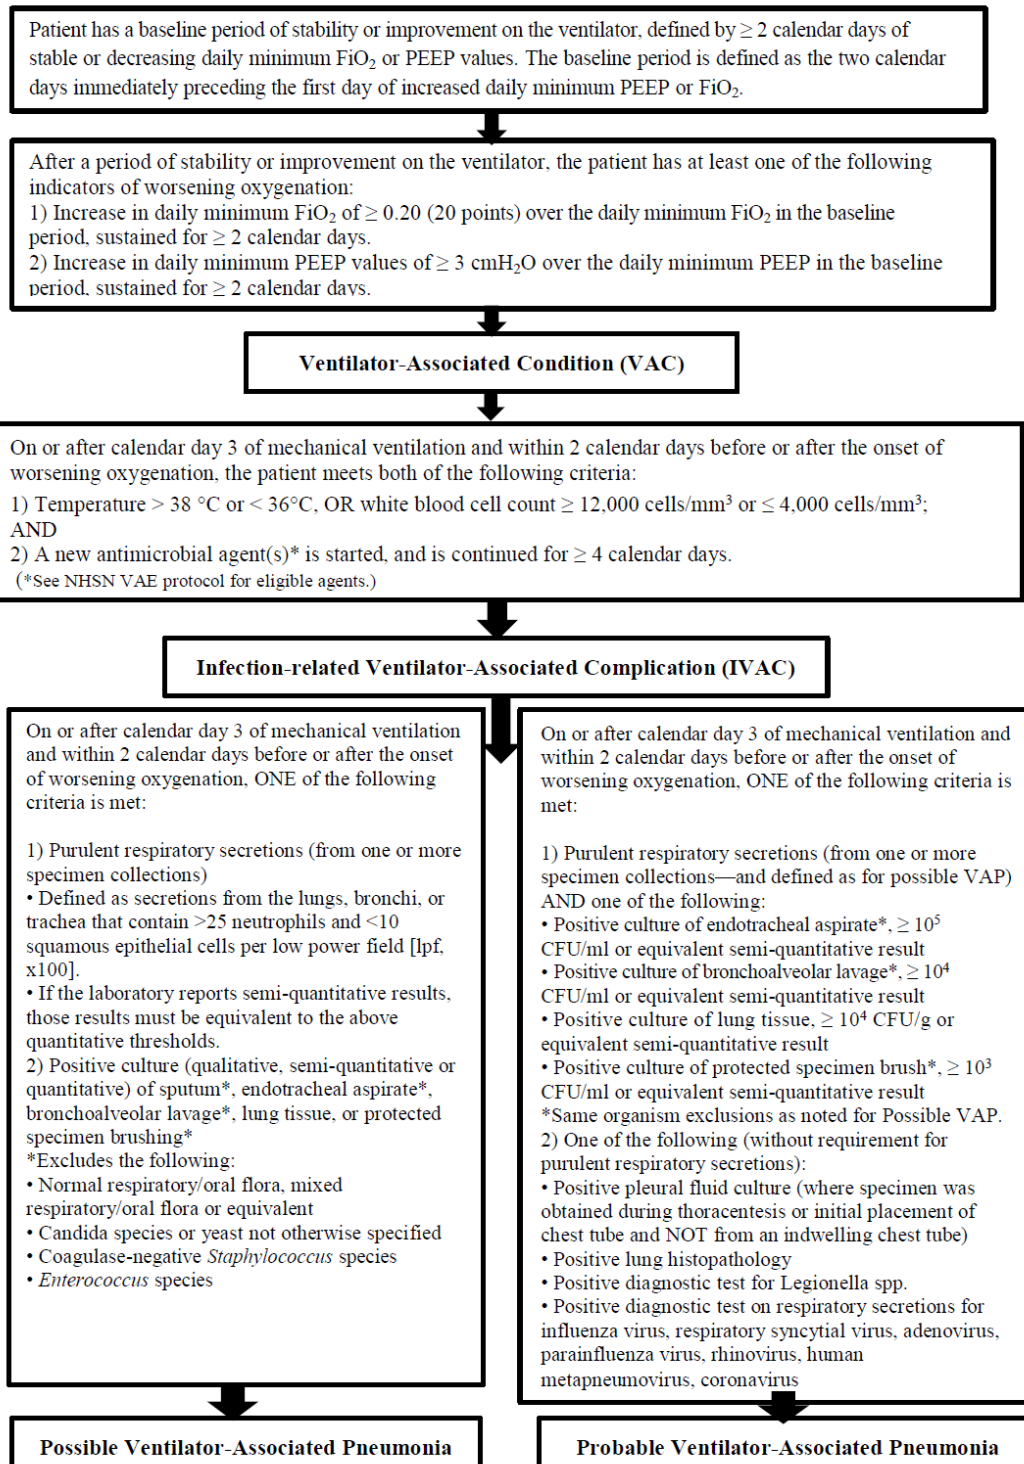 Patient has a baseline period of stability or improvement on the ventilator, defined by ≥ 2 calendar days of
stable or decreasing daily minimum FiO₂ or PEEP values. The baseline period is defined as the two calendar
days immediately preceding the first day of increased daily minimum PEEP or FiO₂.
After a period of stability or improvement on the ventilator, the patient has at least one of the following
indicators of worsening oxygenation:
1) Increase in daily minimum FiO₂ of ≥ 0.20 (20 points) over the daily minimum FiO₂ in the baseline
period, sustained for ≥ 2 calendar days.
2) Increase in daily minimum PEEP values of ≥ 3 cmH₂O over the daily minimum PEEP in the baseline
period, sustained for ≥ 2 calendar days.
Ventilator-Associated Condition (VAC)
On or after calendar day 3 of mechanical ventilation and within 2 calendar days before or after the onset of
worsening oxygenation, the patient meets both of the following criteria:
1) Temperature > 38 °C or < 36°C, OR white blood cell count ≥ 12,000 cells/mm³ or ≤ 4,000 cells/mm³;
AND
2) A new antimicrobial agent(s)* is started, and is continued for ≥ 4 calendar days.
(*See NHSN VAE protocol for eligible agents.)
Infection-related Ventilator-Associated Complication (IVAC)
On or after calendar day 3 of mechanical ventilation
and within 2 calendar days before or after the onset
of worsening oxygenation, ONE of the following
criteria is met:
1) Purulent respiratory secretions (from one or more
specimen collections)
• Defined as secretions from the lungs, bronchi, or
trachea that contain >25 neutrophils and <10
squamous epithelial cells per low power field [lpf,
x100].
• If the laboratory reports semi-quantitative results,
those results must be equivalent to the above
quantitative thresholds.
2) Positive culture (qualitative, semi-quantitative or
quantitative) of sputum*, endotracheal aspirate*,
bronchoalveolar lavage*, lung tissue, or protected
specimen brushing*
*Excludes the following:
• Normal respiratory/oral flora, mixed
respiratory/oral flora or equivalent
• Candida species or yeast not otherwise specified
• Coagulase-negative Staphylococcus species
• Enterococcus species
On or after calendar day 3 of mechanical ventilation and
within 2 calendar days before or after the onset of
worsening oxygenation, ONE of the following criteria is
met:
1) Purulent respiratory secretions (from one or more
specimen collections—and defined as for possible VAP)
AND one of the following:
• Positive culture of endotracheal aspirate*, ≥ 10⁵
CFU/ml or equivalent semi-quantitative result
• Positive culture of bronchoalveolar lavage*, ≥ 10⁴
CFU/ml or equivalent semi-quantitative result
• Positive culture of lung tissue, ≥ 10⁴ CFU/g or
equivalent semi-quantitative result
• Positive culture of protected specimen brush*, ≥ 10³
CFU/ml or equivalent semi-quantitative result
*Same organism exclusions as noted for Possible VAP.
2) One of the following (without requirement for
purulent respiratory secretions):
• Positive pleural fluid culture (where specimen was
obtained during thoracentesis or initial placement of
chest tube and NOT from an indwelling chest tube)
• Positive lung histopathology
• Positive diagnostic test for Legionella spp.
• Positive diagnostic test on respiratory secretions for
influenza virus, respiratory syncytial virus, adenovirus,
parainfluenza virus, rhinovirus, human
metapneumovirus, coronavirus
Possible Ventilator-Associated Pneumonia
Probable Ventilator-Associated Pneumonia